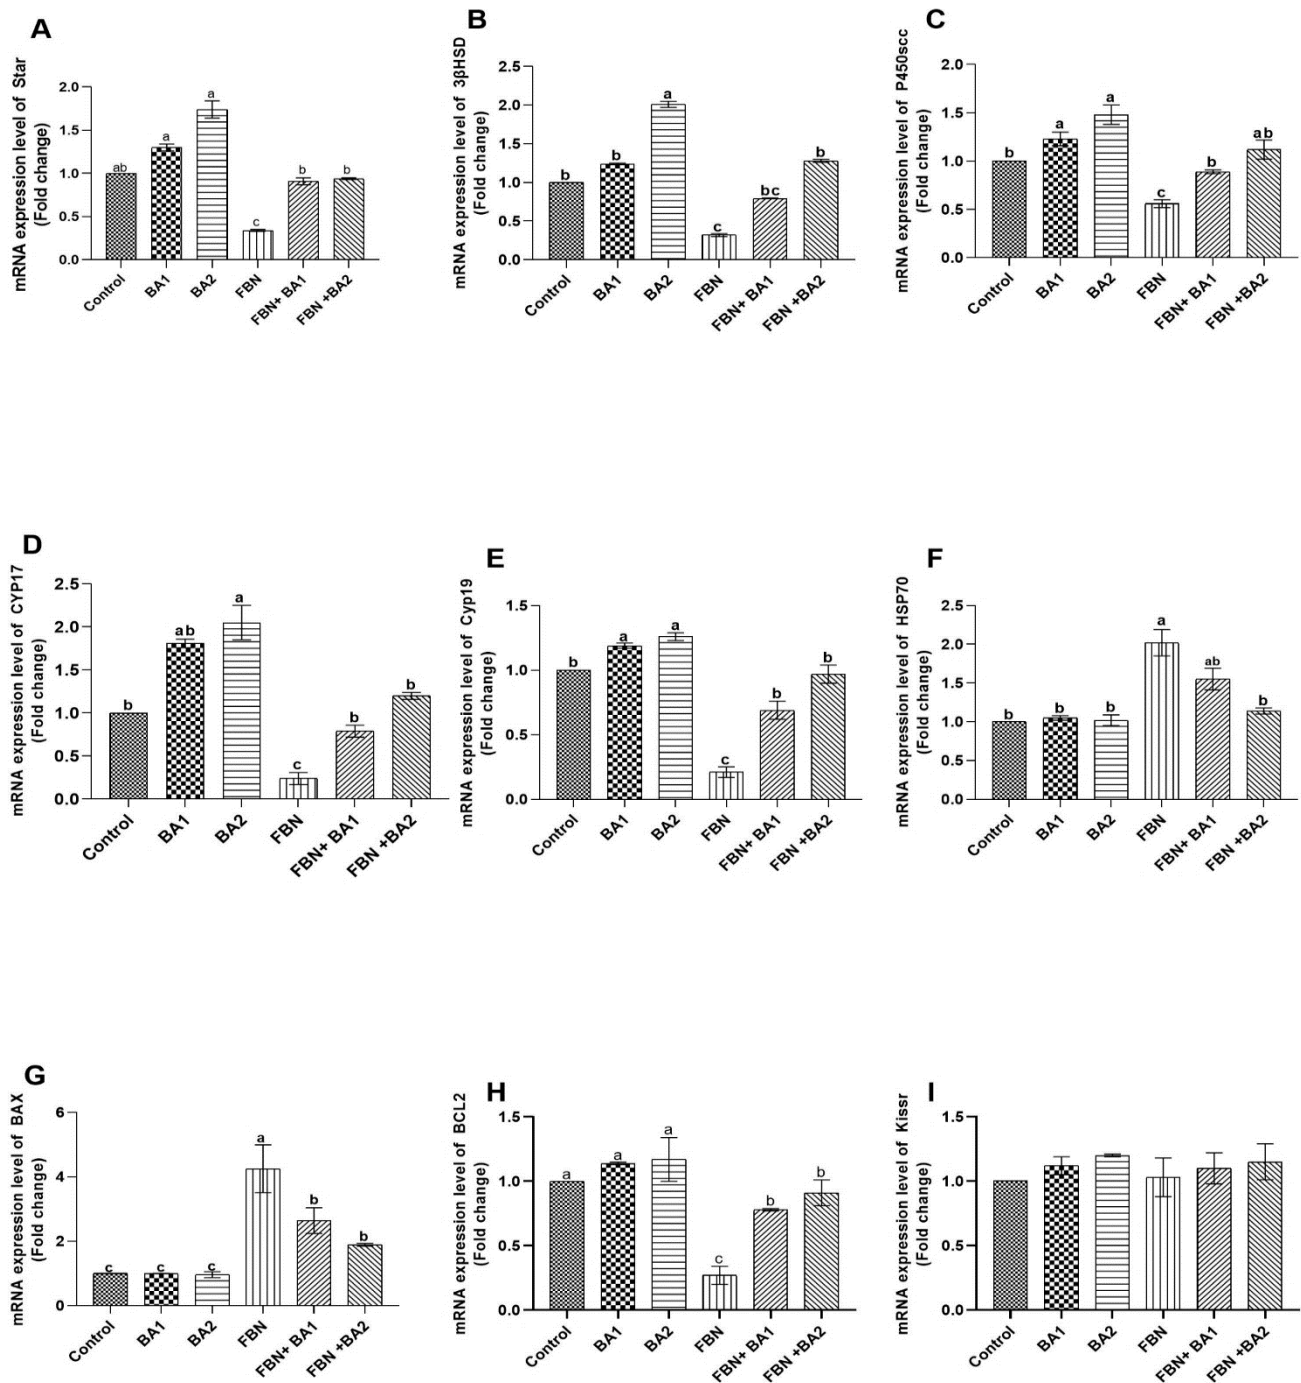 A
mRNA expression level of Star
(Fold change)
2.0
1.5
1.0
0.5
0.0
ab
a
a
c
b
b
Control
BA1
BA2
FBN
FBN+ BA1
FBN +BA2
B
mRNA expression level of 3βHSD
(Fold change)
2.5
2.0
1.5
1.0
0.5
0.0
b
b
a
c
bc
b
Control
BA1
BA2
FBN
FBN+ BA1
FBN +BA2
C
mRNA expression level of P450scc
(Fold change)
2.0
1.5
1.0
0.5
0.0
b
a
a
c
b
ab
Control
BA1
BA2
FBN
FBN+ BA1
FBN +BA2
D
mRNA expression level of CYP17
(Fold change)
2.5
2.0
1.5
1.0
0.5
0.0
b
ab
a
c
b
b
Control
BA1
BA2
FBN
FBN+ BA1
FBN +BA2
E
mRNA expression level of Cyp19
(Fold change)
1.5
1.0
0.5
0.0
b
a
a
c
b
b
Control
BA1
BA2
FBN
FBN+ BA1
FBN +BA2
F
mRNA expression level of HSP70
(Fold change)
2.5
2.0
1.5
1.0
0.5
0.0
b
b
b
a
ab
b
Control
BA1
BA2
FBN
FBN+ BA1
FBN +BA2
G
mRNA expression level of BAX
(Fold change)
6
4
2
0
c
c
c
a
b
b
Control
BA1
BA2
FBN
FBN+ BA1
FBN +BA2
H
mRNA expression level of BCL2
(Fold change)
1.5
1.0
0.5
0.0
a
a
a
c
b
b
Control
BA1
BA2
FBN
FBN+ BA1
FBN +BA2
I
mRNA expression level of Kissr
(Fold change)
1.5
1.0
0.5
0.0
Control
BA1
BA2
FBN
FBN+ BA1
FBN +BA2